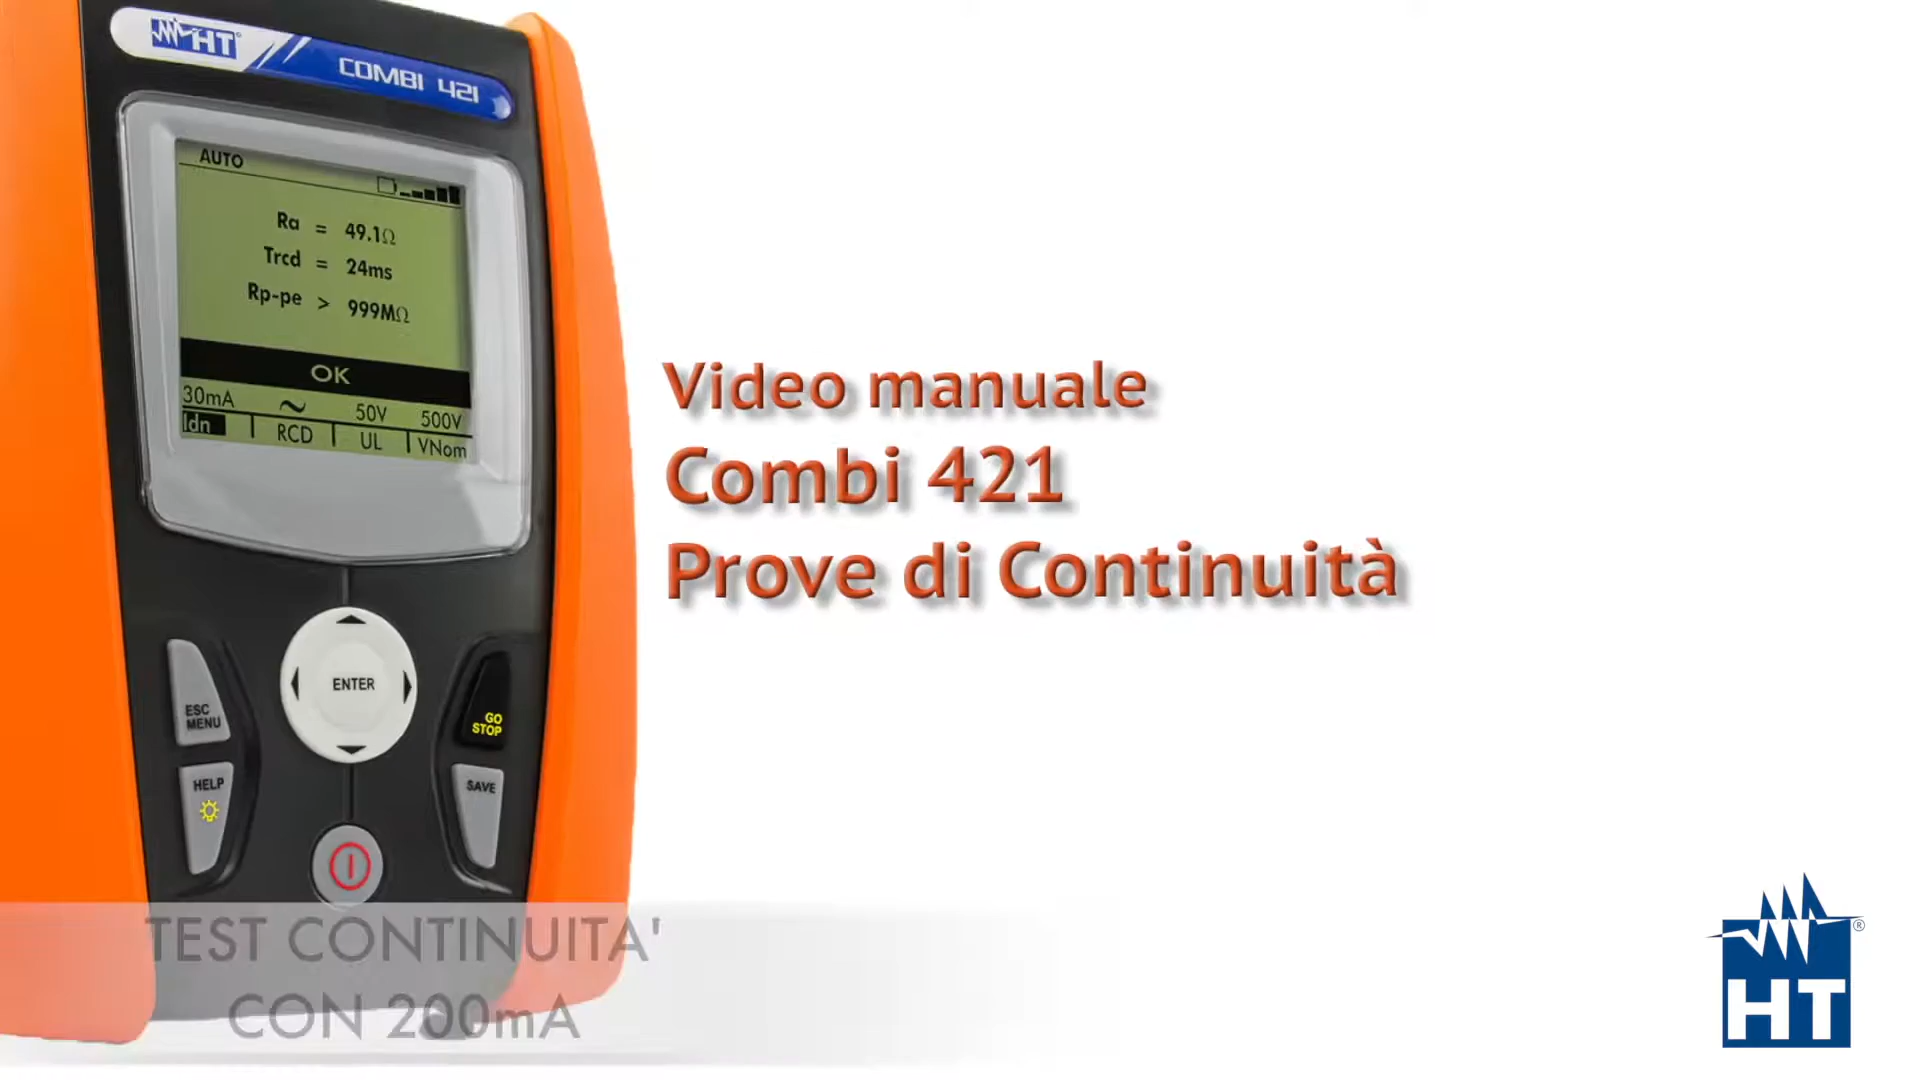 HT
COMBI 421
AUTO
Ra = 49.1Ω
Trcd = 24ms
Rp-pe > 999MΩ
OK
30mA 50V 500V
Idn RCD UL VNom
Video manuale
Combi 421
Prove di Continuità
ENTER
ESC
MENU
GO
STOP
HELP
SAVE
TEST CONTINUITA'
CON 200mA
HT®